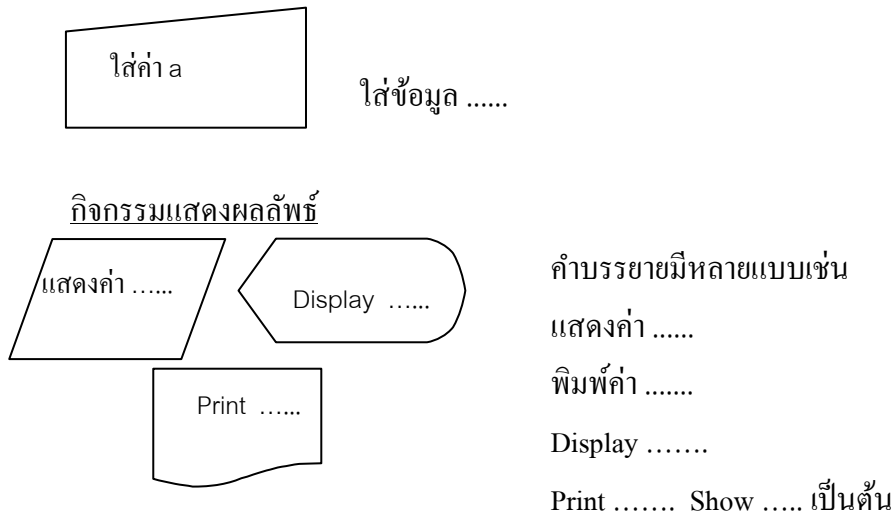 ใส่ค่า a
ใส่ข้อมูล ......
กิจกรรมแสดงผลลัพธ์
แสดงค่า …...
Display …...
Print …...
คำบรรยายมีหลายแบบเช่น
แสดงค่า ......
พิมพ์ค่า .......
Display …….
Print ……. Show ….. เป็นต้น